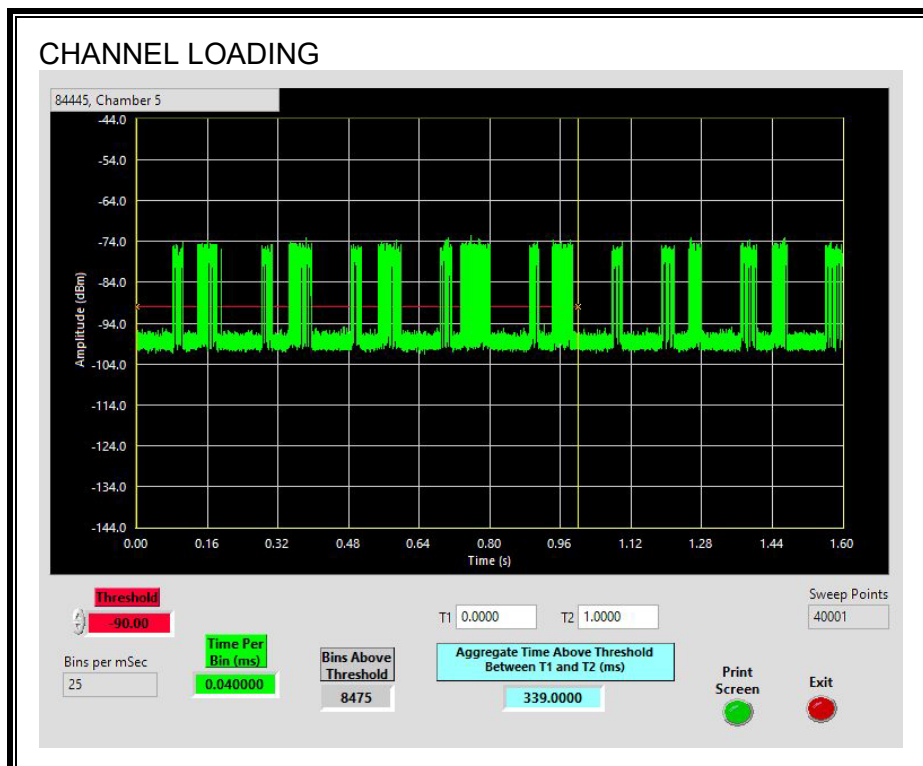 CHANNEL LOADING
84445, Chamber 5
-44.0
-54.0
-64.0
-74.0
-84.0
-94.0
-104.0
-114.0
-124.0
-134.0
-144.0
Amplitude (dBm)
0.00 0.16 0.32 0.48 0.64 0.80 0.96 1.12 1.28 1.44 1.60
Time (s)
Threshold
-90.00
Bins per mSec
25
Time Per
Bin (ms)
0.040000
Bins Above
Threshold
8475
T1 0.0000 T2 1.0000
Aggregate Time Above Threshold
Between T1 and T2 (ms)
339.0000
Sweep Points
40001
Print
Screen
Exit